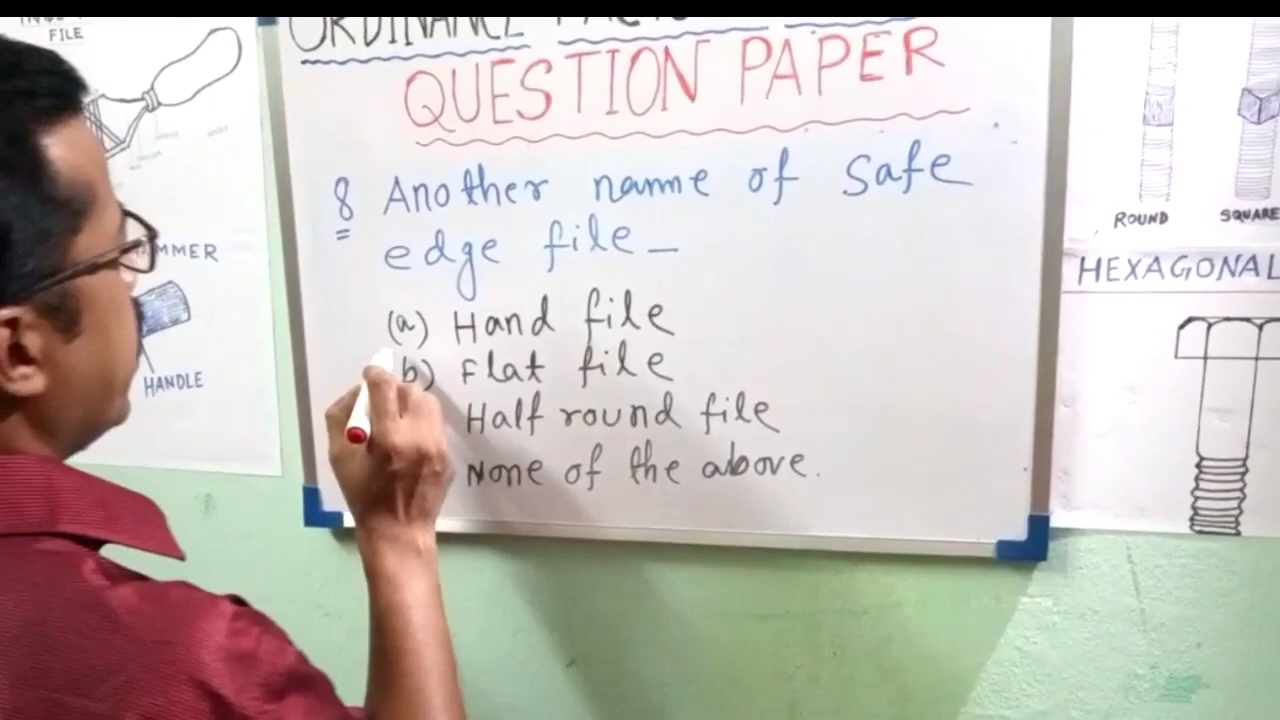 FILE
ORDINANCE
QUESTION PAPER
8 Another name of safe
edge file_
(a) Hand file
b) Flat file
Half round file
None of the above.
HANDLE
ROUND
SQUARE
HEXAGONAL